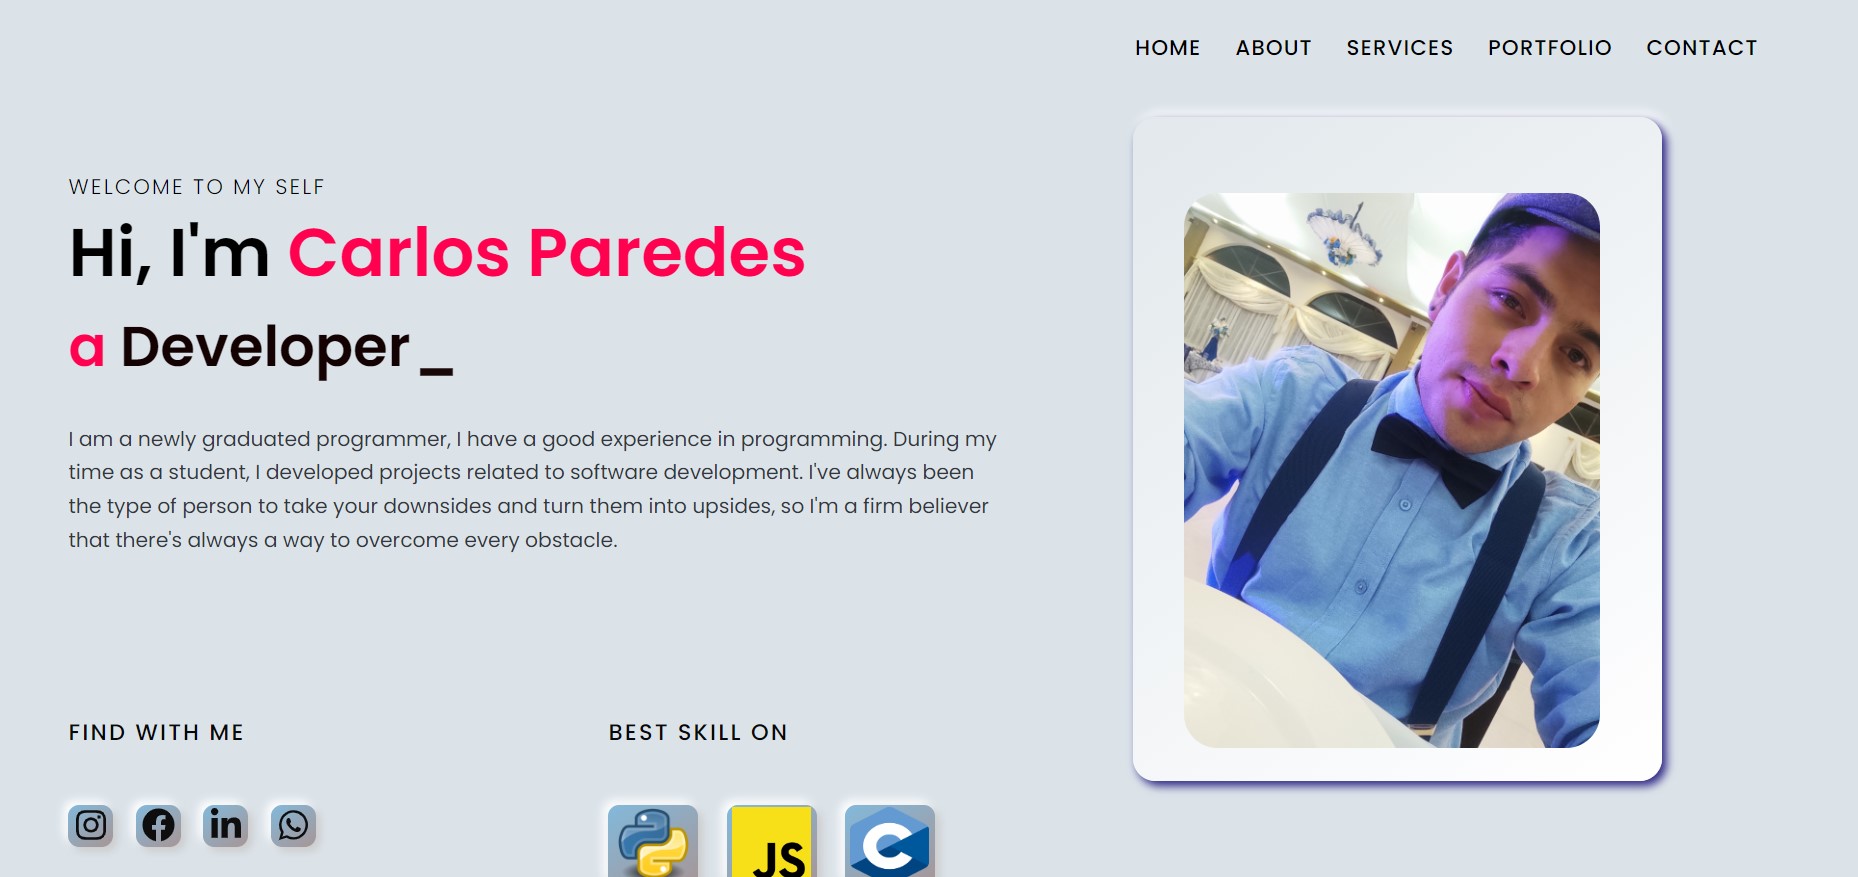 HOME ABOUT SERVICES PORTFOLIO CONTACT
WELCOME TO MY SELF
Hi, I'm Carlos Paredes
a Developer_
I am a newly graduated programmer, I have a good experience in programming. During my
time as a student, I developed projects related to software development. I've always been
the type of person to take your downsides and turn them into upsides, so I'm a firm believer
that there's always a way to overcome every obstacle.
FIND WITH ME
BEST SKILL ON
in
JS
C